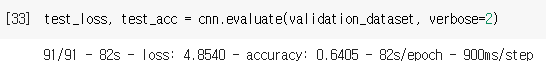 [33] test_loss, test_acc = cnn.evaluate(validation_dataset, verbose=2)
91/91 - 82s - loss: 4.8540 - accuracy: 0.6405 - 82s/epoch - 900ms/step